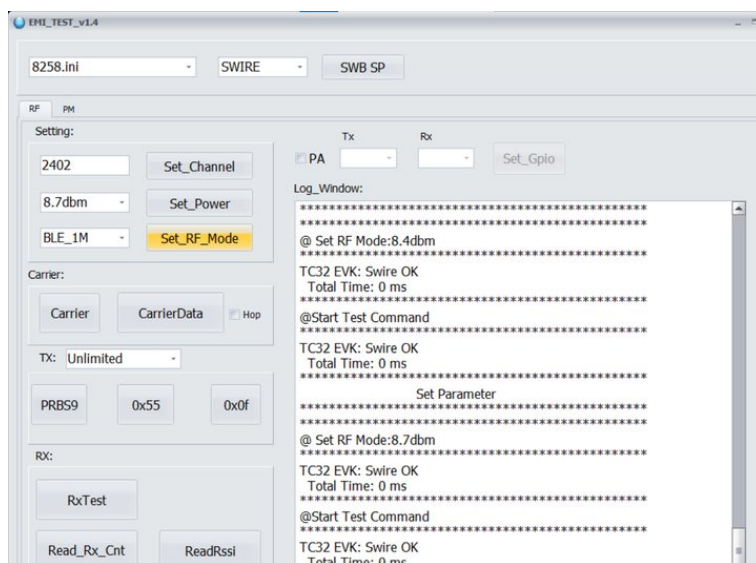 EMI_TEST_v1.4
8258.ini SWIRE SWB SP
RF PM
Setting:
2402 Set_Channel
8.7dbm Set_Power
BLE_1M Set_RF_Mode
Carrier:
Carrier CarrierData Hop
TX: Unlimited
PRBS9 0x55 0x0f
RX:
RxTest
Read_Rx_Cnt ReadRssi
Tx Rx
PA Set_Gpio
Log_Window:
**************************************************
**************************************************
@ Set RF Mode:8.4dbm
**************************************************
TC32 EVK: Swire OK
Total Time: 0 ms
**************************************************
@Start Test Command
**************************************************
TC32 EVK: Swire OK
Total Time: 0 ms
**************************************************
Set Parameter
**************************************************
**************************************************
@ Set RF Mode:8.7dbm
**************************************************
TC32 EVK: Swire OK
Total Time: 0 ms
**************************************************
@Start Test Command
**************************************************
TC32 EVK: Swire OK
Total Time: 0 ms